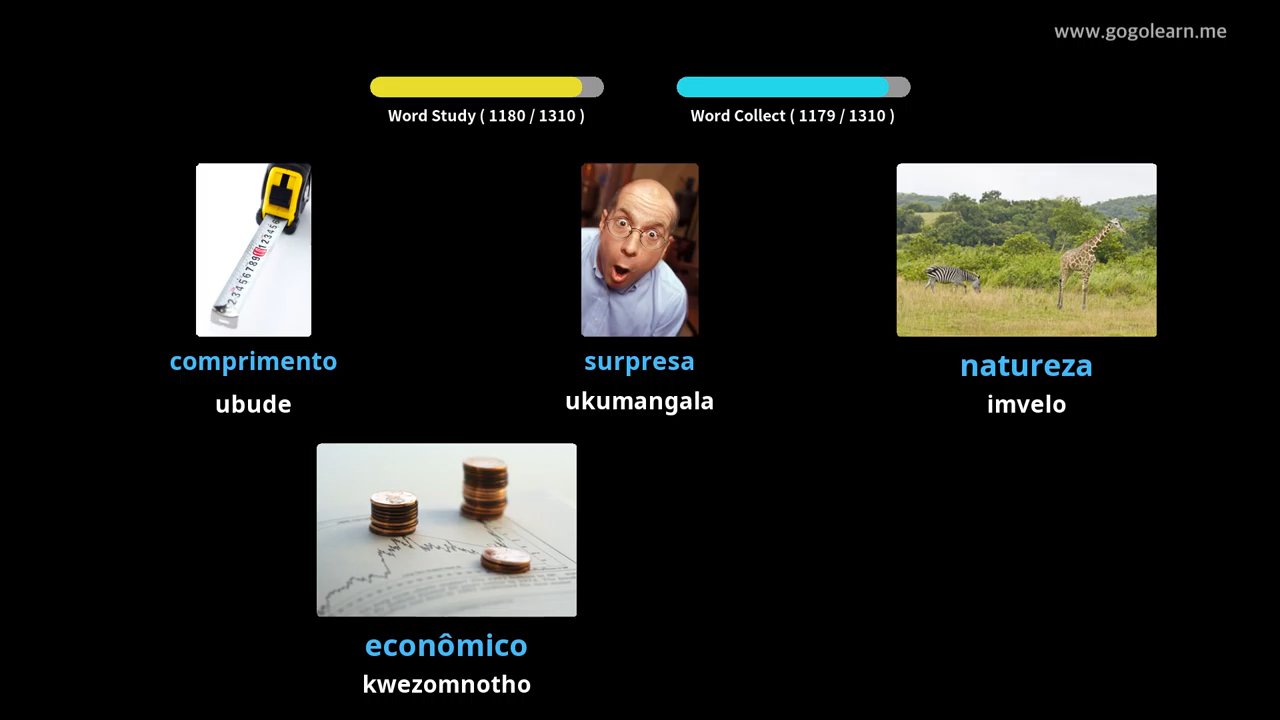 www.gogolearn.me
Word Study ( 1180 / 1310 )
Word Collect ( 1179 / 1310 )
comprimento
ubude
surpresa
ukumangala
natureza
imvelo
econômico
kwezomnotho